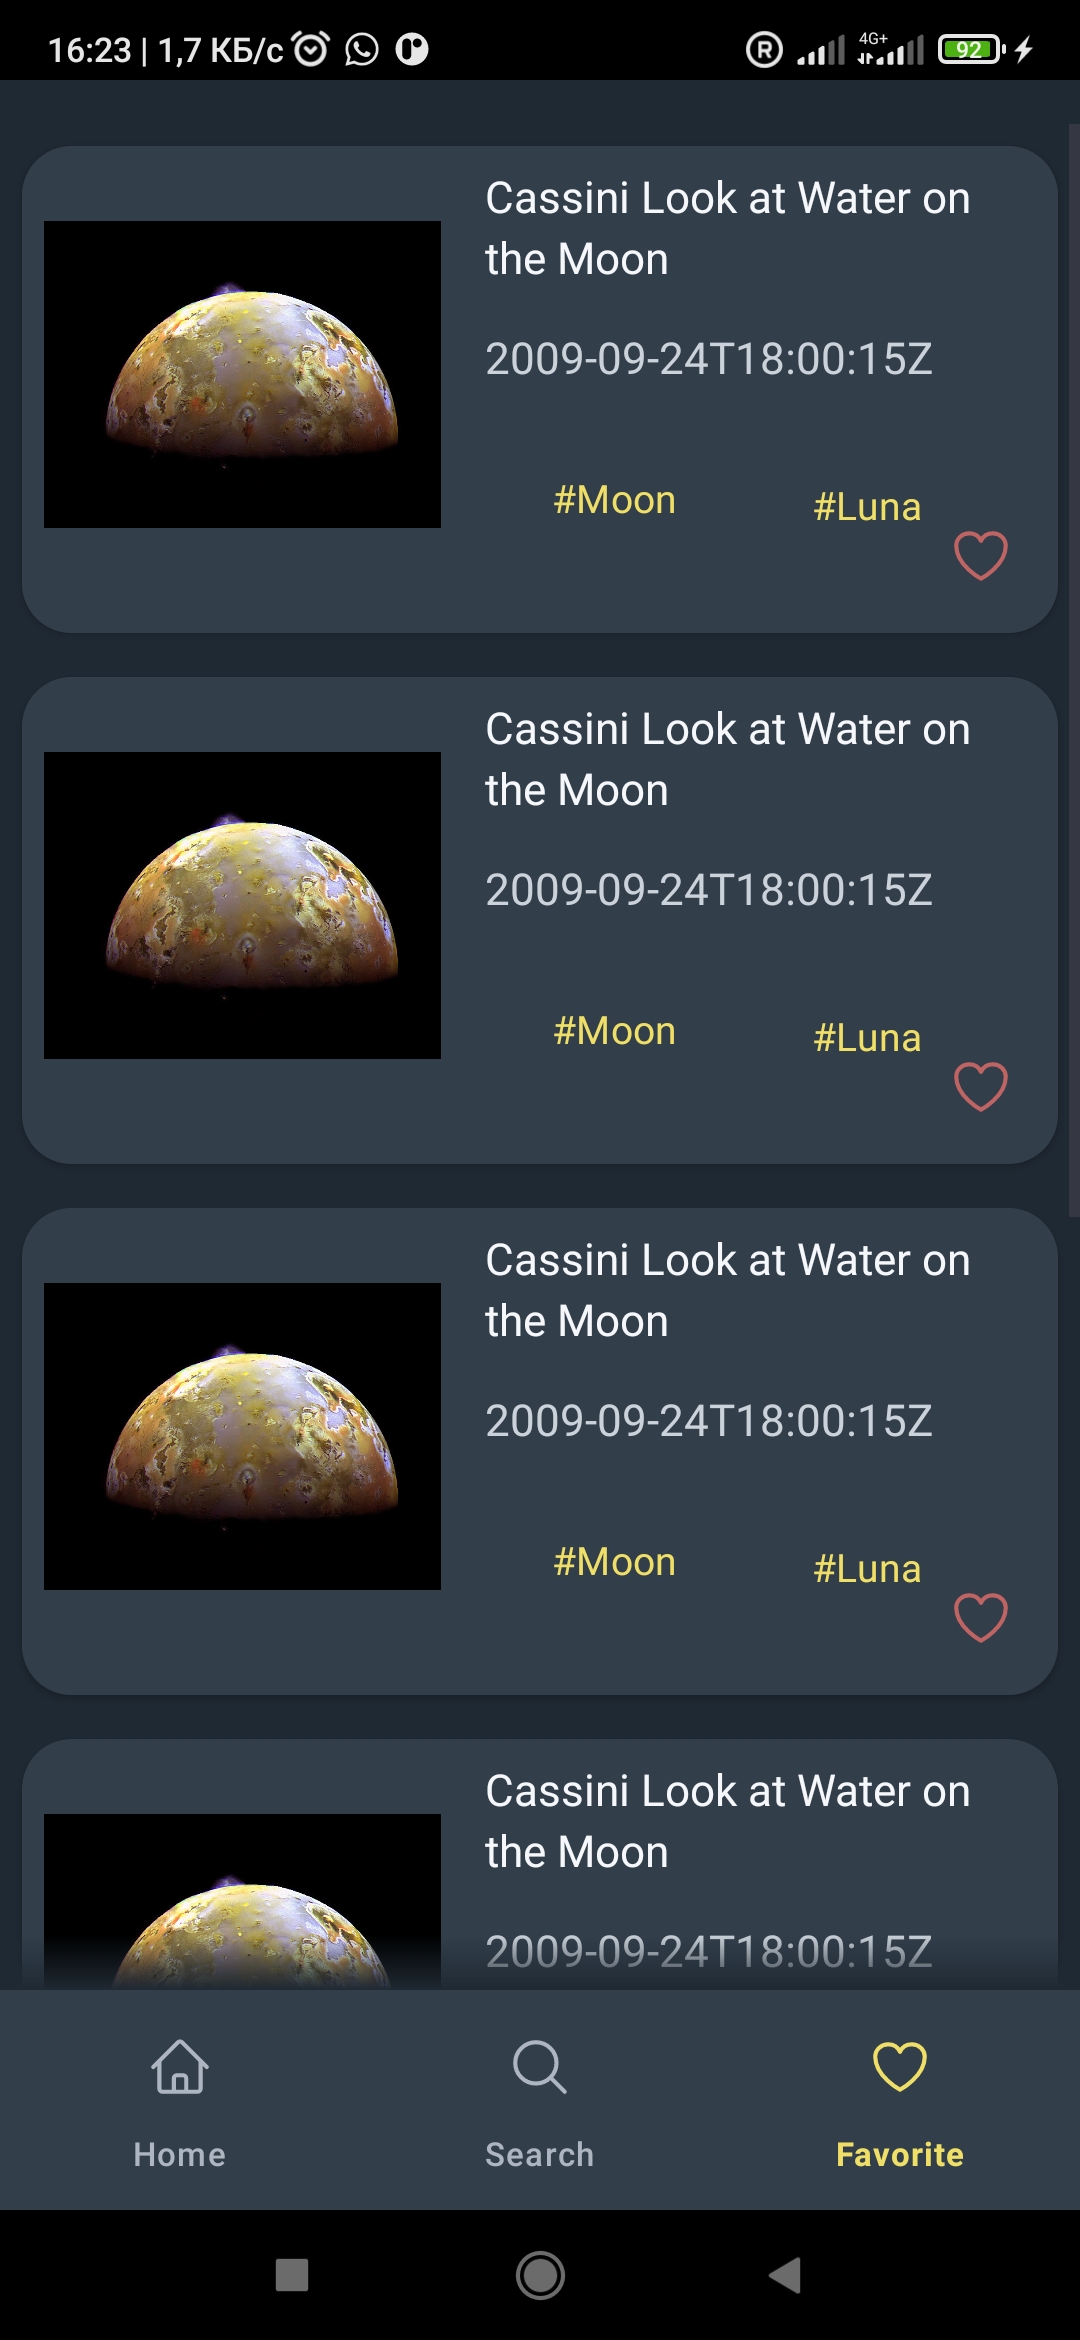 16:23 | 1,7 КБ/с
4G+
92
Cassini Look at Water on
the Moon
2009-09-24T18:00:15Z
#Moon
#Luna
Cassini Look at Water on
the Moon
2009-09-24T18:00:15Z
#Moon
#Luna
Cassini Look at Water on
the Moon
2009-09-24T18:00:15Z
#Moon
#Luna
Cassini Look at Water on
the Moon
2009-09-24T18:00:15Z
Home
Search
Favorite